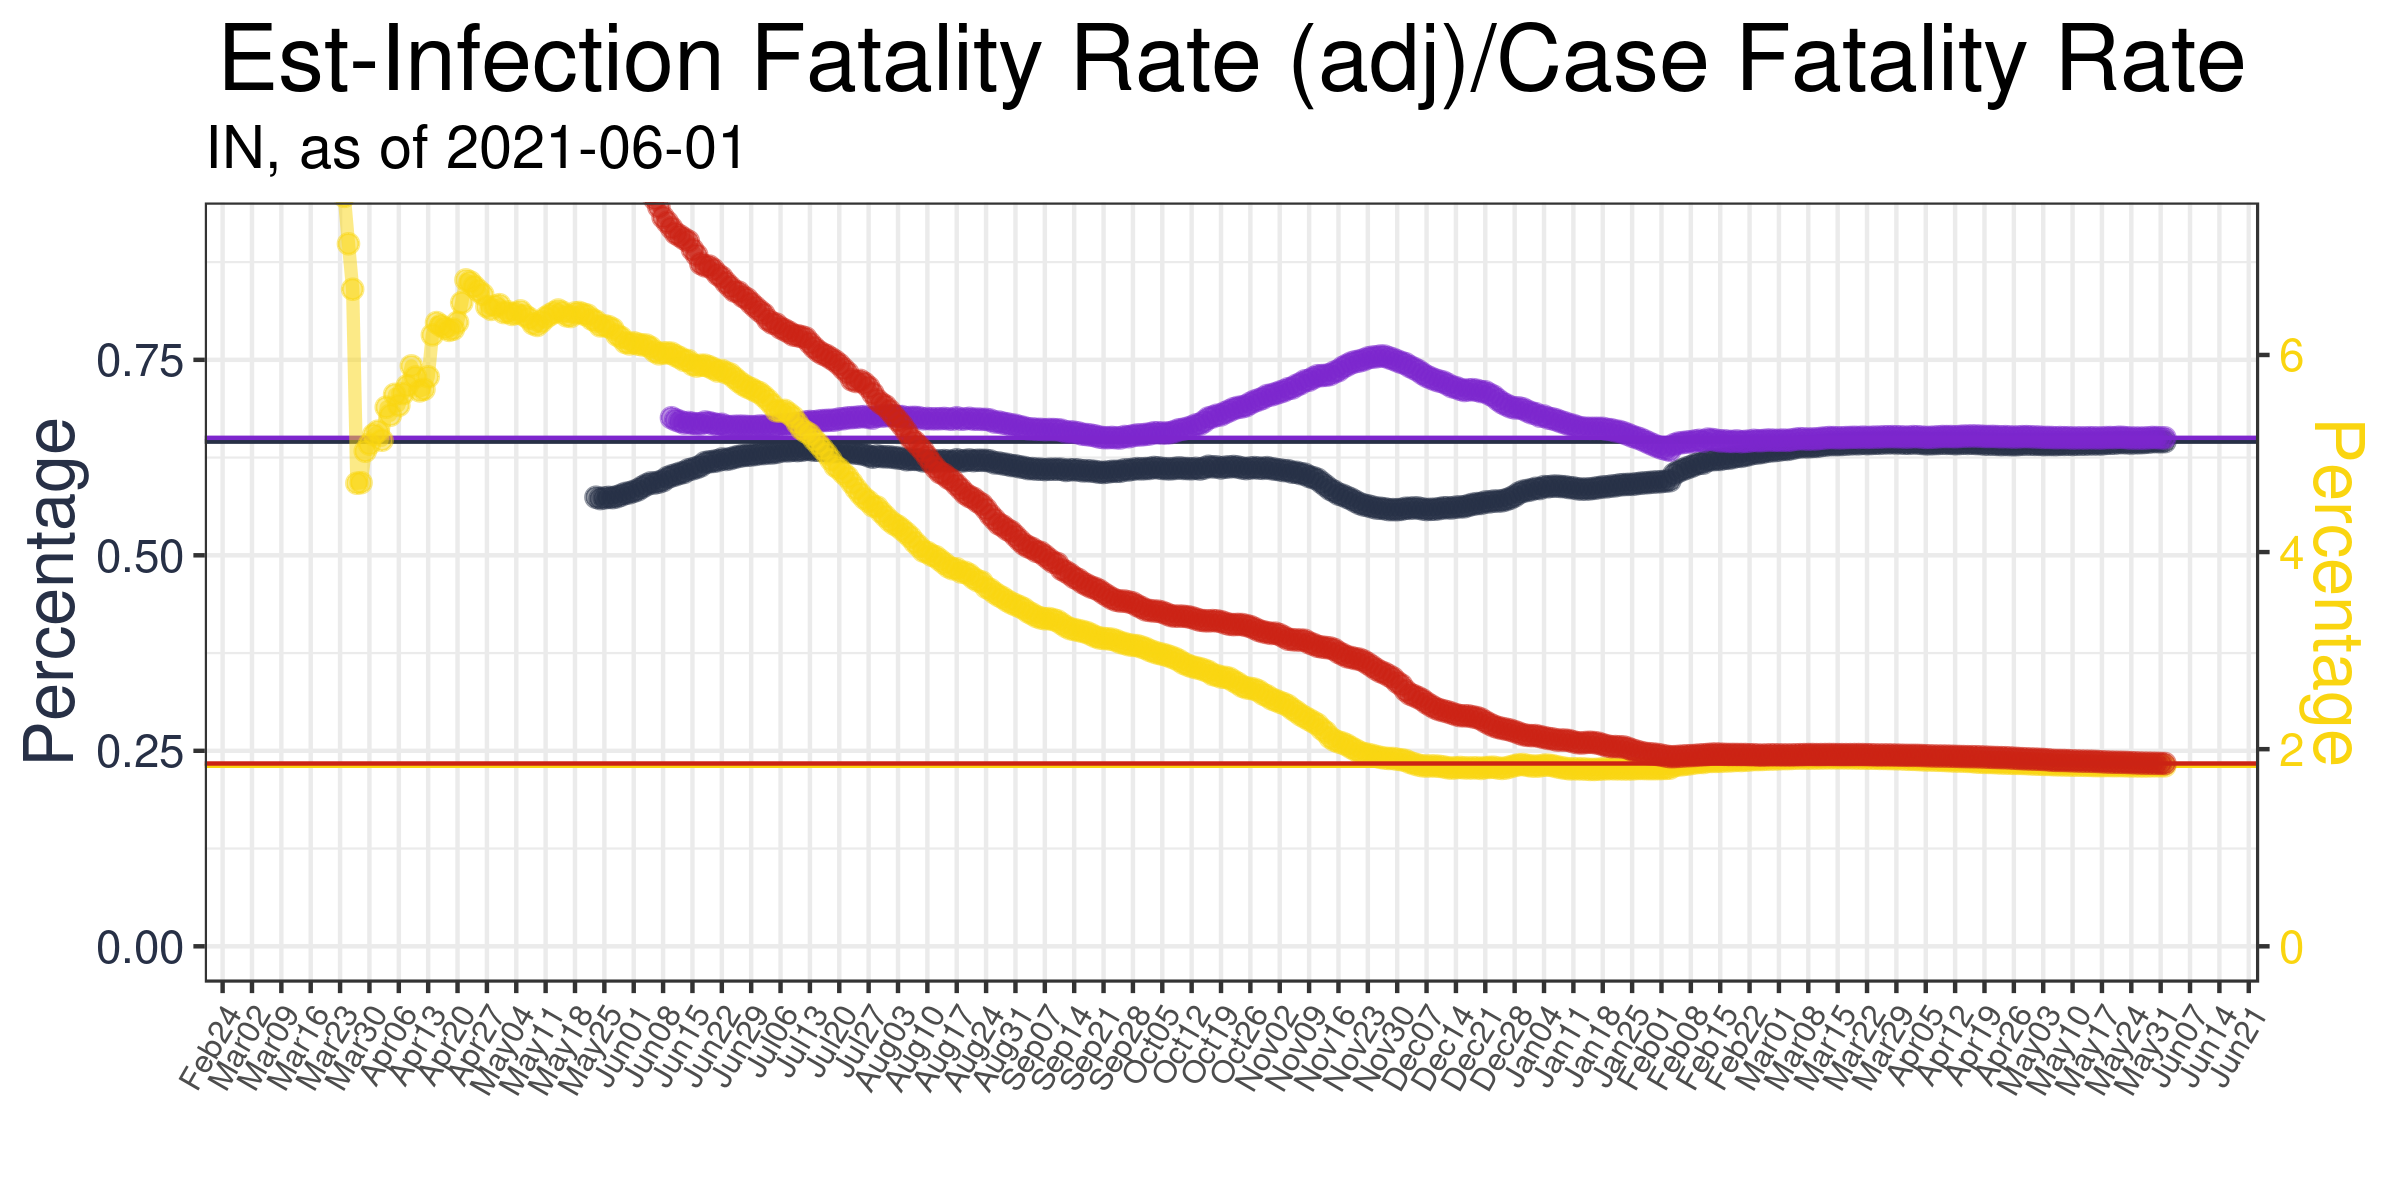 Est-Infection Fatality Rate (adj)/Case Fatality Rate
IN, as of 2021-06-01
Percentage
0.75
0.50
0.25
0.00
6
4
2
0
Percentage
Feb24
Mar02
Mar09
Mar16
Mar23
Mar30
Apr06
Apr13
Apr20
Apr27
May04
May11
May18
May25
Jun01
Jun08
Jun15
Jun22
Jun29
Jul06
Jul13
Jul20
Jul27
Aug03
Aug10
Aug17
Aug24
Aug31
Sep07
Sep14
Sep21
Sep28
Oct05
Oct12
Oct19
Oct26
Nov02
Nov09
Nov16
Nov23
Nov30
Dec07
Dec14
Dec21
Dec28
Jan04
Jan11
Jan18
Jan25
Feb01
Feb08
Feb15
Feb22
Mar01
Mar08
Mar15
Mar22
Mar29
Apr05
Apr12
Apr19
Apr26
May03
May10
May17
May24
May31
Jun07
Jun14
Jun21